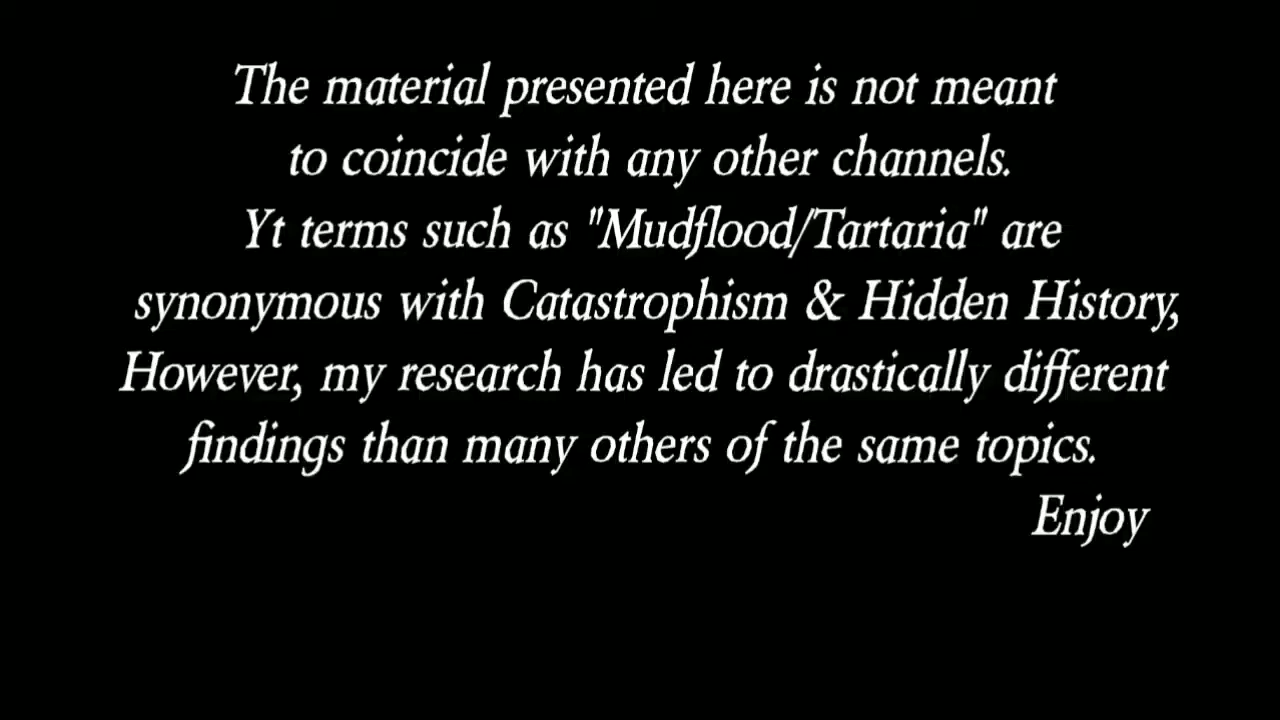 The material presented here is not meant
to coincide with any other channels.
Yt terms such as "Mudflood/Tartaria" are
synonymous with Catastrophism & Hidden History,
However, my research has led to drastically different
findings than many others of the same topics.
Enjoy